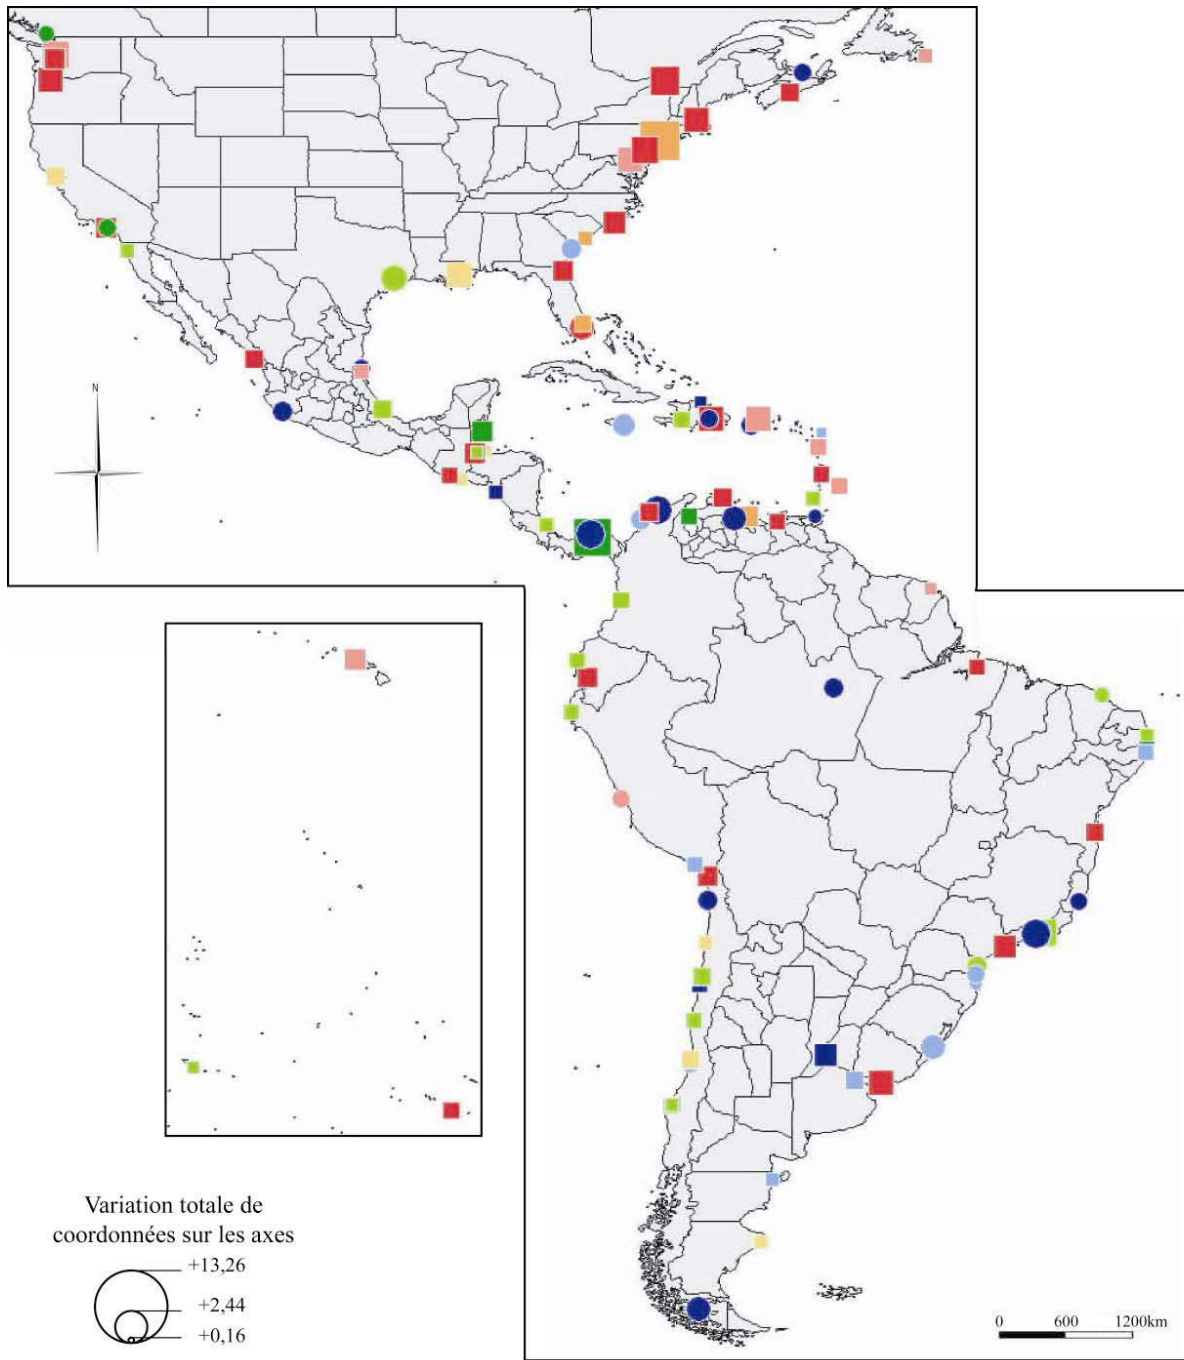 N
Variation totale de
coordonnées sur les axes
+13,26
+2,44
+0,16
0 600 1200km